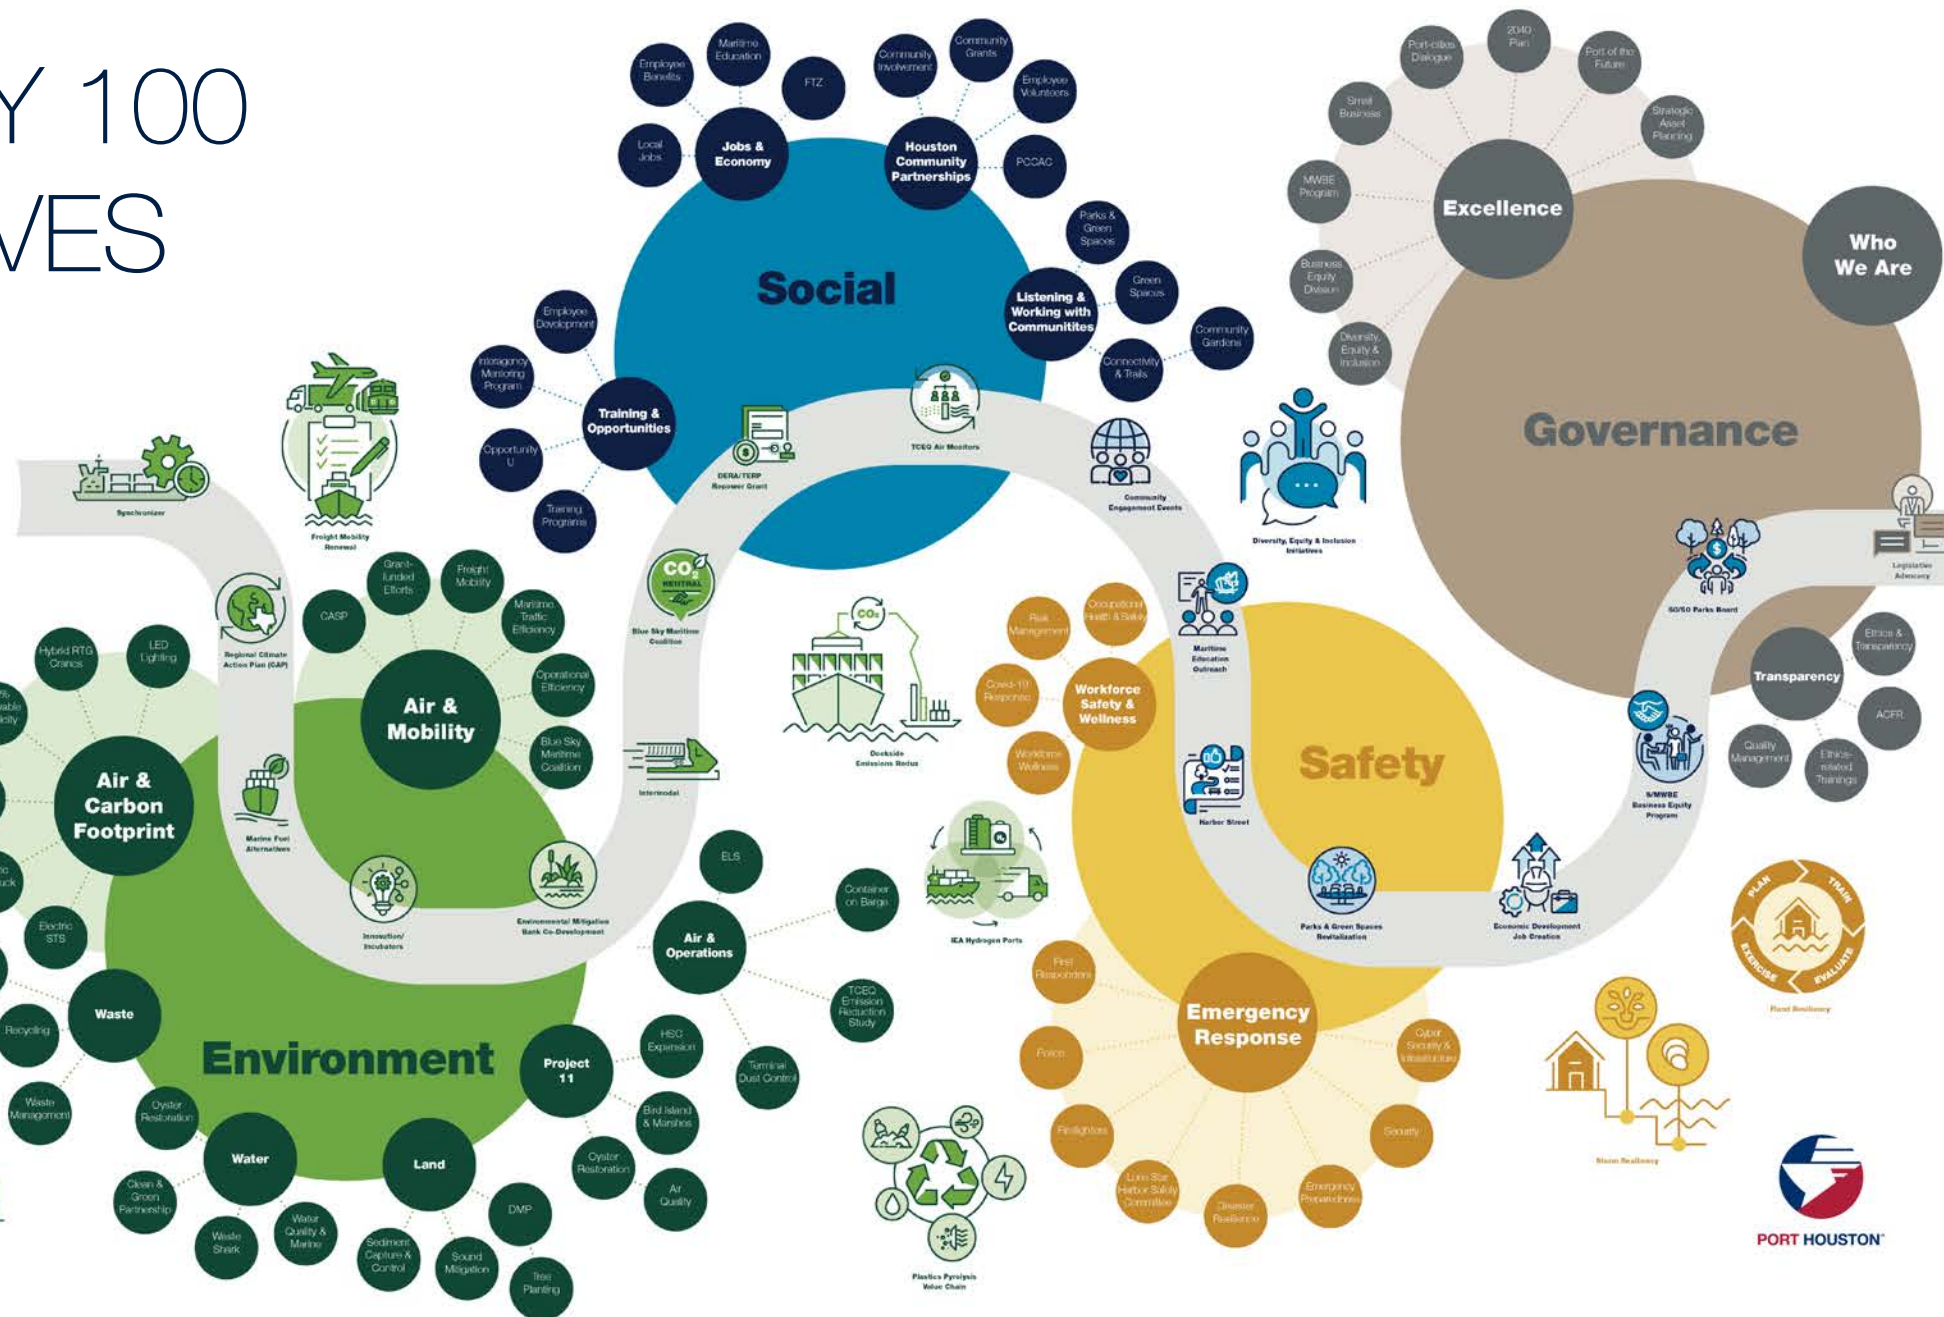 Y 100
VES
Maritime
Education
Employee
Benefits
FTZ
Local
Jobs
Jobs &
Economy
Community
Involvement
Community
Grants
Employee
Volunteers
Houston
Community
Partnerships
PCCAC
Social
Parks &
Green
Spaces
Listening &
Working with
Communitites
Green
Spaces
Connectivity
& Trails
Community
Gardens
Employee
Development
Interagency
Mentoring
Program
Training &
Opportunities
Opportunity
U
Training
Programs
Port-cities
Dialogue
2040
Plan
Port of the
Future
Small
Business
Strategic
Asset
Planning
MWBE
Program
Excellence
Business
Equity
Division
Diversity,
Equity &
Inclusion
Who
We Are
Governance
Synchronizer
Freight Mobility
Renewal
Regional Climate
Action Plan (CAP)
Marine Fuel
Alternatives
Innovation/
Incubators
Environmental Mitigation
Bank Co-Development
Intermodal
CO2
NEUTRAL
Blue Sky Maritime
Coalition
DERA/TERP
Repower Grant
TCEQ Air Monitors
Community
Engagement Events
Diversity, Equity & Inclusion
Initiatives
Maritime
Education
Outreach
Harbor Street
Parks & Green Spaces
Revitalization
Economic Development
Job Creation
S/MWBE
Business Equity
Program
50/50 Parks Board
Legislative
Advocacy
CO2
Dockside
Emissions Redux
H2
IEA Hydrogen Ports
Plastics Pyrolysis
Value Chain
Grant-
funded
Efforts
Freight
Mobility
CASP
Maritime
Traffic
Efficiency
Operational
Efficiency
Air &
Mobility
Blue Sky
Maritime
Coalition
Hybrid RTG
Cranes
LED
Lighting
Air &
Carbon
Footprint
Electric
STS
Waste
Recycling
Waste
Management
Environment
Oyster
Restoration
Water
Clean &
Green
Partnership
Waste
Shark
Water
Quality &
Marine
Land
Sediment
Capture &
Control
Sound
Mitigation
DMP
Tree
Planting
Project
11
HSC
Expansion
Bird Island
& Marshes
Oyster
Restoration
Air
Quality
ELS
Air &
Operations
Container
on Barge
TCEQ
Emission
Reduction
Study
Terminal
Dust Control
Risk
Management
Occupational
Health & Safety
Covid-19
Response
Workforce
Safety &
Wellness
Workforce
Wellness
Safety
First
Responders
Police
Firefighters
Lone Star
Harbor Safety
Committee
Disaster
Resilience
Emergency
Preparedness
Security
Cyber
Security &
Infrastructure
Emergency
Response
Transparency
Ethics &
Transparency
ACFR
Ethics-
related
Trainings
Quality
Management
PLAN
TRAIN
EVALUATE
EXERCISE
Flood Resiliency
Storm Resiliency
PORT HOUSTON